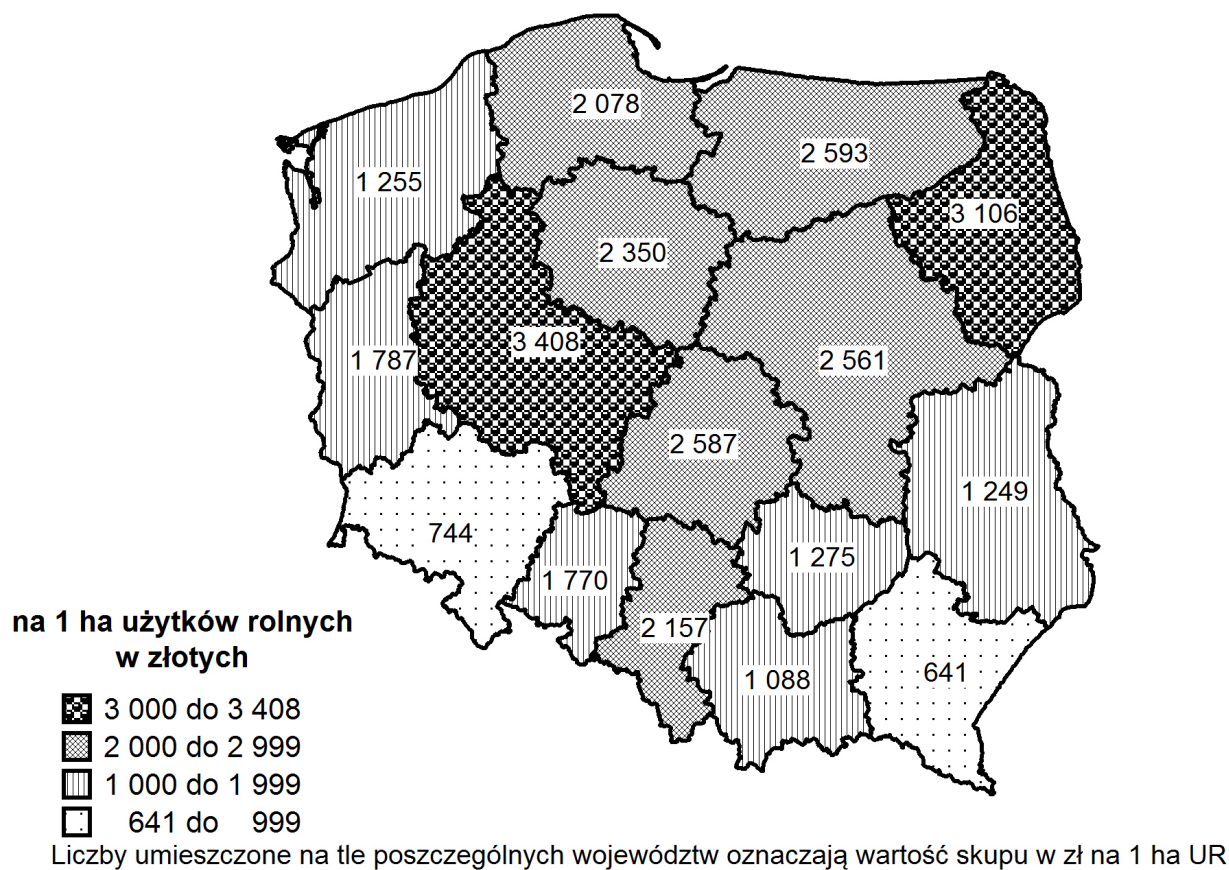 2 078
2 593
1 255
3 106
2 350
3 408
1 787
2 561
2 587
1 249
744
1 275
1 770
2 157
641
1 088
na 1 ha użytków rolnych
w złotych
3 000 do 3 408
2 000 do 2 999
1 000 do 1 999
641 do 999
Liczby umieszczone na tle poszczególnych województw oznaczają wartość skupu w zł na 1 ha UR